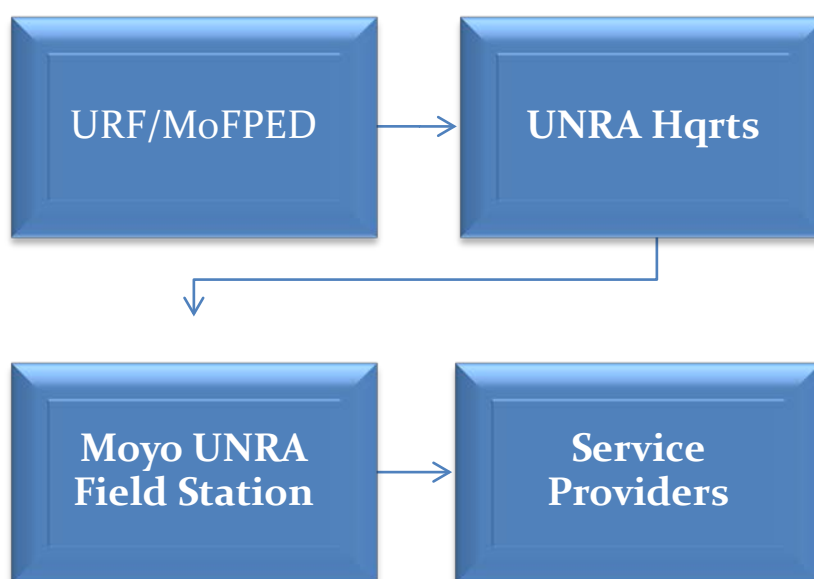 URF/MoFPED
UNRA Hqrts
Moyo UNRA
Field Station
Service
Providers